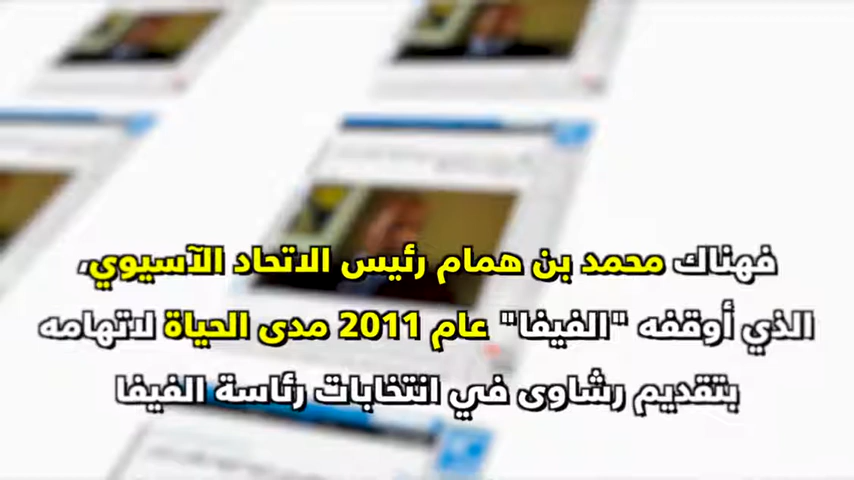 فهناك محمد بن همام رئيس الاتحاد الآسيوي،
الذي أوقفه "الفيفا" عام 2011 مدى الحياة لاتهامه
بتقديم رشاوى في انتخابات رئاسة الفيفا